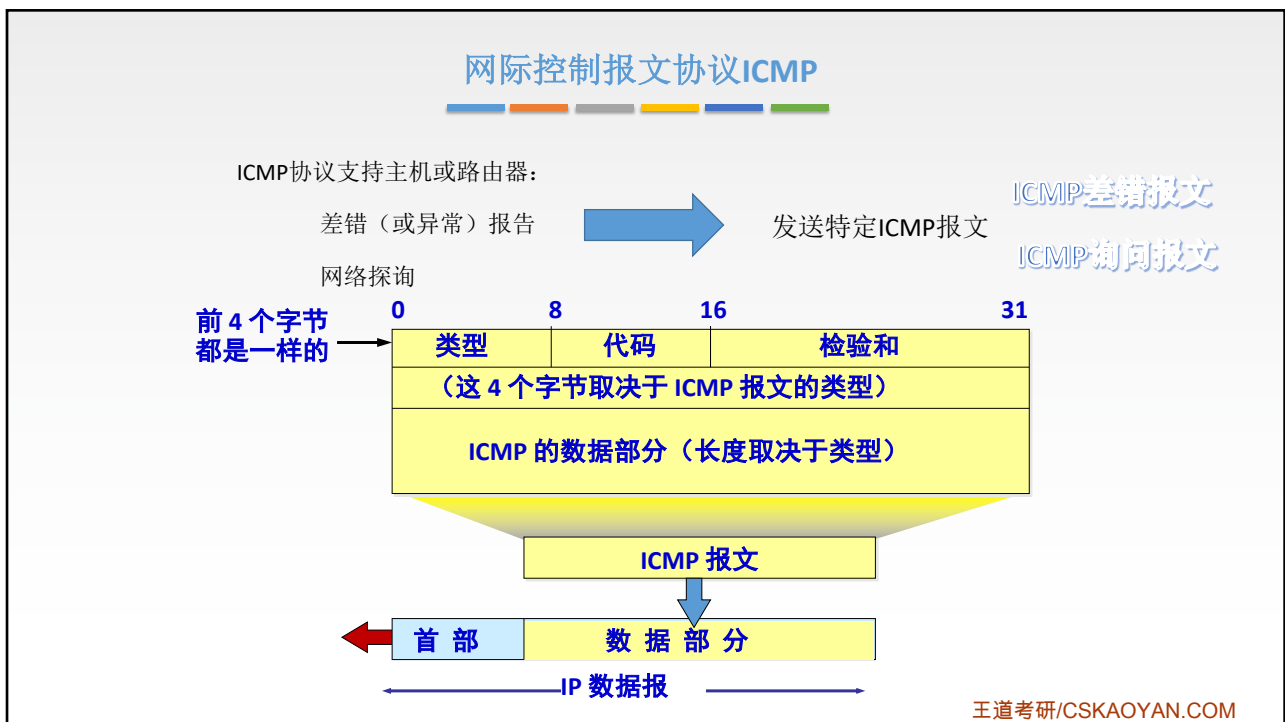 网际控制报文协议ICMP
ICMP协议支持主机或路由器：
差错（或异常）报告
网络探询
发送特定ICMP报文
ICMP差错报文
ICMP询问报文
0 8 16 31
前 4 个字节
都是一样的
类型 代码 检验和
（这 4 个字节取决于 ICMP 报文的类型）
ICMP 的数据部分（长度取决于类型）
ICMP 报文
首 部 数 据 部 分
IP 数据报
王道考研/CSKAOYAN.COM